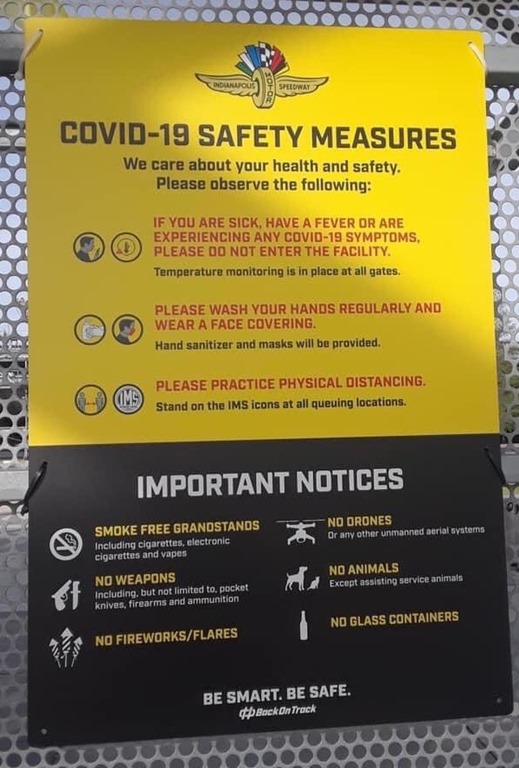 INDIANAPOLIS MOTOR SPEEDWAY
COVID-19 SAFETY MEASURES
We care about your health and safety.
Please observe the following:
IF YOU ARE SICK, HAVE A FEVER OR ARE
EXPERIENCING ANY COVID-19 SYMPTOMS,
PLEASE DO NOT ENTER THE FACILITY.
Temperature monitoring is in place at all gates.
PLEASE WASH YOUR HANDS REGULARLY AND
WEAR A FACE COVERING.
Hand sanitizer and masks will be provided.
IMS
PLEASE PRACTICE PHYSICAL DISTANCING.
Stand on the IMS icons at all queuing locations.
IMPORTANT NOTICES
SMOKE FREE GRANDSTANDS
Including cigarettes, electronic
cigarettes and vapes
NO WEAPONS
Including, but not limited to, pocket
knives, firearms and ammunition
NO FIREWORKS/FLARES
NO DRONES
Or any other unmanned aerial systems
NO ANIMALS
Except assisting service animals
NO GLASS CONTAINERS
BE SMART. BE SAFE.
BackOnTrack